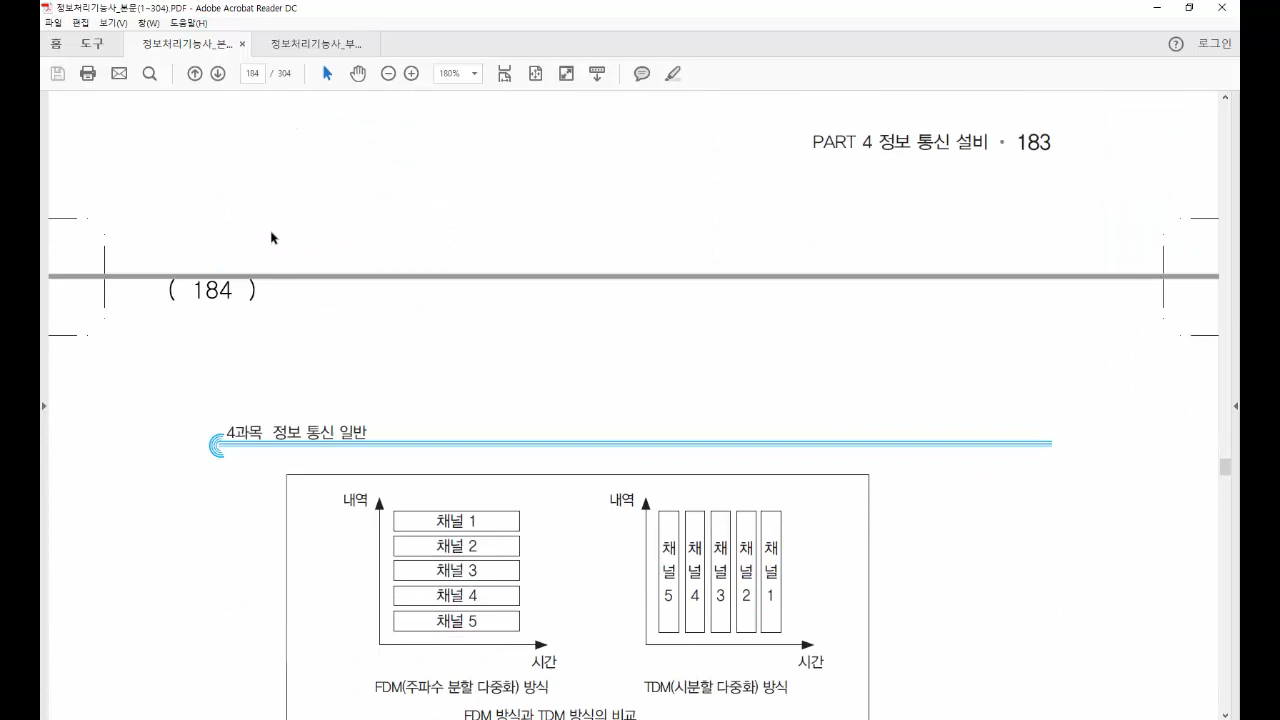 정보처리기능사_본문(1~304).PDF - Adobe Acrobat Reader DC
파일 편집 보기(V) 창(W) 도움말(H)
홈 도구 정보처리기능사_본... × 정보처리기능사_부... ? 로그인
184 / 304 180%
PART 4 정보 통신 설비 • 183
( 184 )
4과목 정보 통신 일반
내역
채널 1
채널 2
채널 3
채널 4
채널 5
시간
FDM(주파수 분할 다중화) 방식
내역
채널 5
채널 4
채널 3
채널 2
채널 1
시간
TDM(시분할 다중화) 방식
FDM 방식과 TDM 방식의 비교